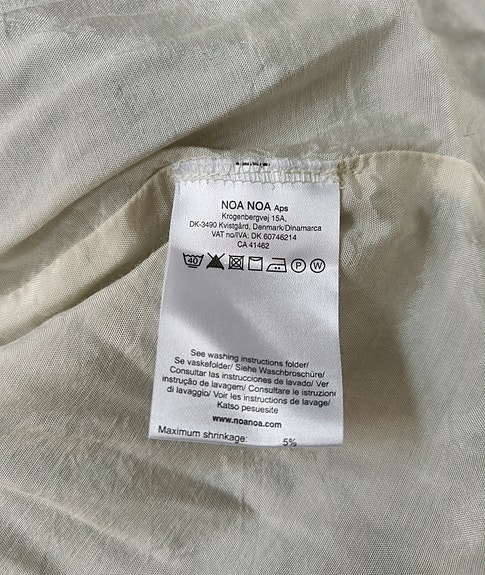 NOA NOA Aps
Krogenbergvej 15A,
DK-3490 Kvistgård, Denmark/Dinamarca
VAT no/IVA: DK 60746214
CA 41462
40 P W
See washing instructions folder/
Se vaskefolder/ Siehe Waschbroschüre/
Consultar las instrucciones de lavado/ Ver
instrução de lavagem/ Consultare le istruzioni
di lavaggio/ Voir les instructions de lavage/
Katso pesuesite
www.noanoa.com
Maximum shrinkage: 5%